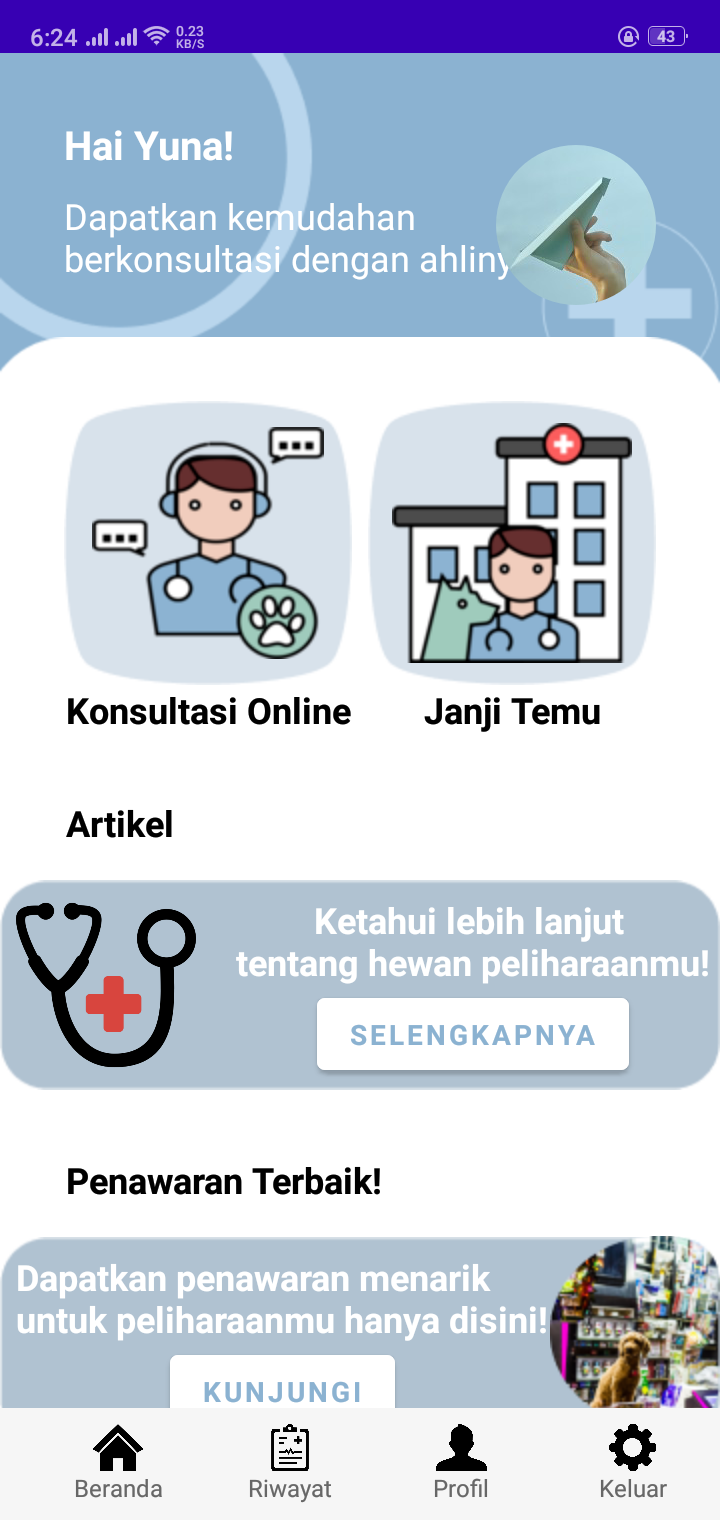 6:24
0.23
KB/S
43
Hai Yuna!
Dapatkan kemudahan
berkonsultasi dengan ahliny
Konsultasi Online
Janji Temu
Artikel
Ketahui lebih lanjut
tentang hewan peliharaanmu!
SELENGKAPNYA
Penawaran Terbaik!
Dapatkan penawaran menarik
untuk peliharaanmu hanya disini!
KUNJUNGI
Beranda
Riwayat
Profil
Keluar